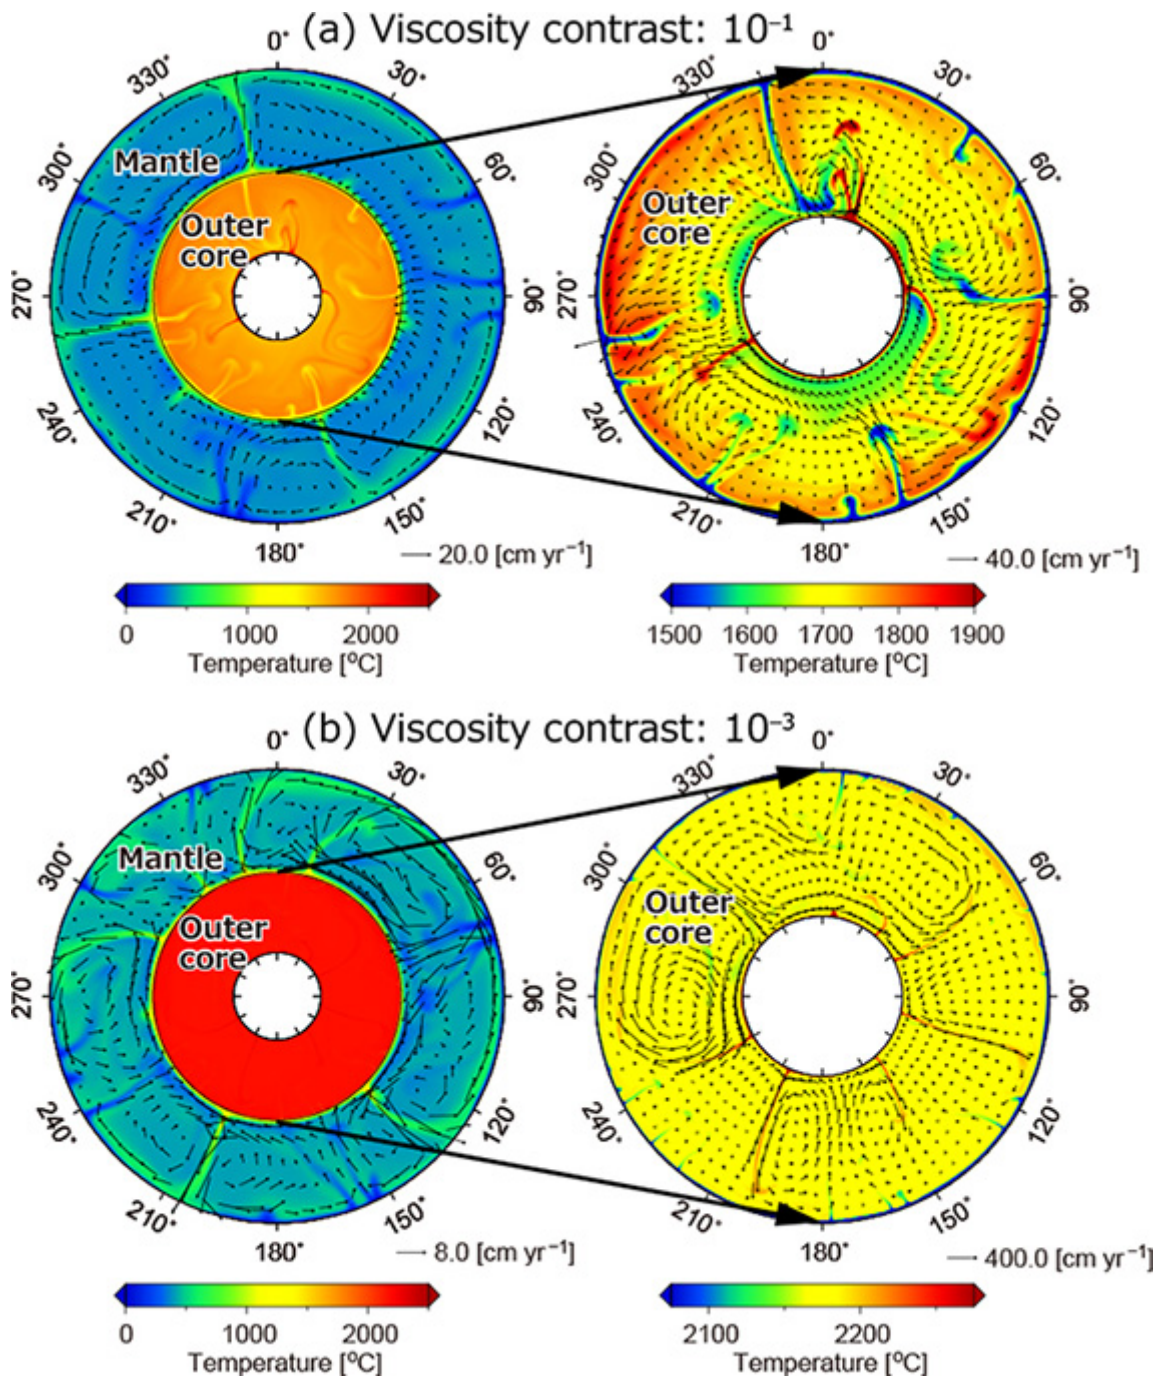 (a) Viscosity contrast: 10⁻¹
0° 0°
330° 30° 330° 30°
Mantle
300° 60° 300° 60°
Outer
core
Outer
core
270° 90° 270° 90°
240° 120° 240° 120°
210° 150° 210° 150°
180° 180°
20.0 [cm yr⁻¹] 40.0 [cm yr⁻¹]
0 1000 2000 1500 1600 1700 1800 1900
Temperature [°C] Temperature [°C]
(b) Viscosity contrast: 10⁻³
0° 0°
330° 30° 330° 30°
Mantle
300° 60° 300° 60°
Outer
core
Outer
core
270° 90° 270° 90°
240° 120° 240° 120°
210° 150° 210° 150°
180° 180°
8.0 [cm yr⁻¹] 400.0 [cm yr⁻¹]
0 1000 2000 2100 2200
Temperature [°C] Temperature [°C]